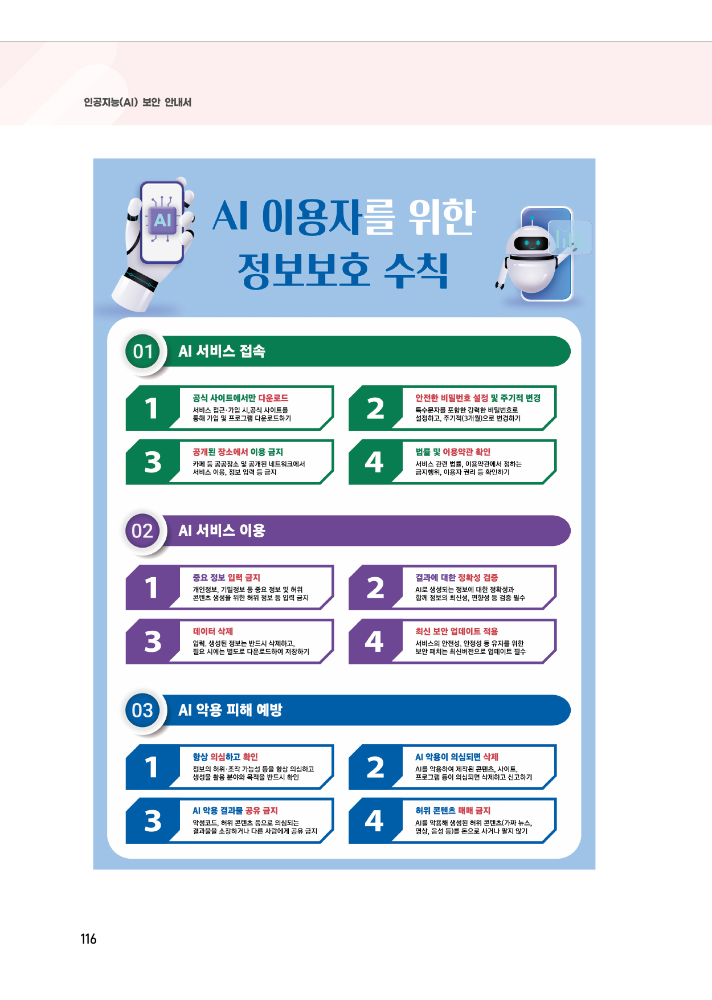 인공지능(AI) 보안 안내서
AI
AI 이용자를 위한
정보보호 수칙
01
AI 서비스 접속
1
공식 사이트에서만 다운로드
서비스 접근·가입 시,공식 사이트를
통해 가입 및 프로그램 다운로드하기
2
안전한 비밀번호 설정 및 주기적 변경
특수문자를 포함한 강력한 비밀번호로
설정하고, 주기적(3개월)으로 변경하기
3
공개된 장소에서 이용 금지
카페 등 공공장소 및 공개된 네트워크에서
서비스 이용, 정보 입력 등 금지
4
법률 및 이용약관 확인
서비스 관련 법률, 이용약관에서 정하는
금지행위, 이용자 권리 등 확인하기
02
AI 서비스 이용
1
중요 정보 입력 금지
개인정보, 기밀정보 등 중요 정보 및 허위
콘텐츠 생성을 위한 허위 정보 등 입력 금지
2
결과에 대한 정확성 검증
AI로 생성되는 정보에 대한 정확성과
함께 정보의 최신성, 편향성 등 검증 필수
3
데이터 삭제
입력, 생성된 정보는 반드시 삭제하고,
필요 시에는 별도로 다운로드하여 저장하기
4
최신 보안 업데이트 적용
서비스의 안전성, 안정성 등 유지를 위한
보안 패치는 최신버전으로 업데이트 필수
03
AI 악용 피해 예방
1
항상 의심하고 확인
정보의 허위·조작 가능성 등을 항상 의심하고
생성물 활용 분야와 목적을 반드시 확인
2
AI 악용이 의심되면 삭제
AI를 악용하여 제작된 콘텐츠, 사이트,
프로그램 등이 의심되면 삭제하고 신고하기
3
AI 악용 결과물 공유 금지
악성코드, 허위 콘텐츠 등으로 의심되는
결과물을 소장하거나 다른 사람에게 공유 금지
4
허위 콘텐츠 매매 금지
AI를 악용해 생성된 허위 콘텐츠(가짜 뉴스,
영상, 음성 등)를 돈으로 사거나 팔지 않기
116